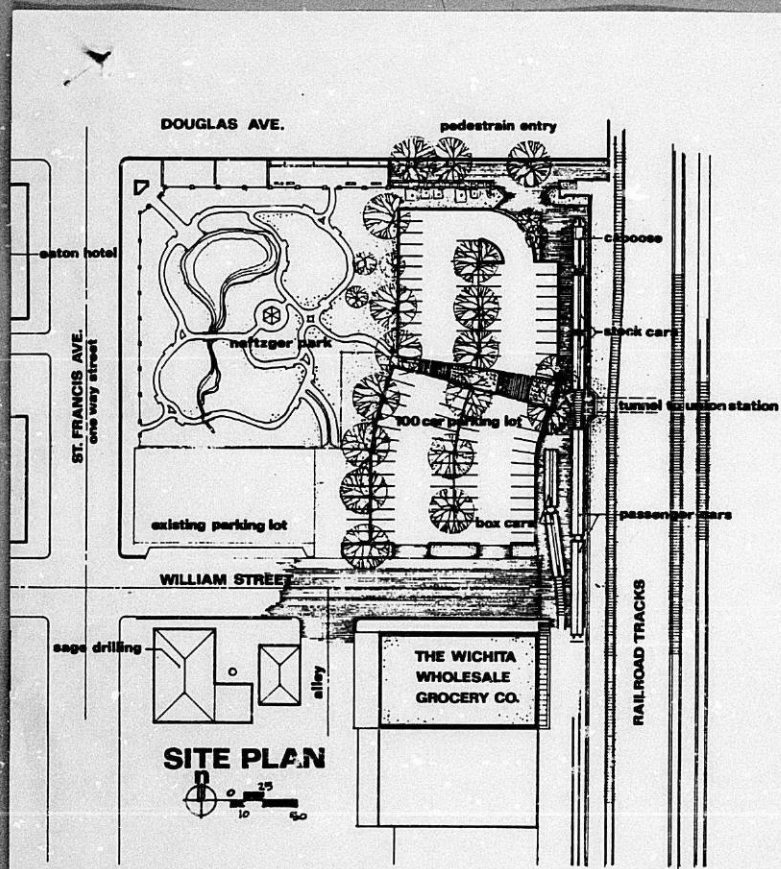 DOUGLAS AVE.
pedestrain entry
eaton hotel
caboose
stock cars
ST. FRANCIS AVE.
one way street
neftzger park
tunnel to union station
100 car parking lot
existing parking lot
box cars
passenger cars
WILLIAM STREET
RAILROAD TRACKS
sage drilling
alley
THE WICHITA
WHOLESALE
GROCERY CO.
SITE PLAN
n
0 25
10 50